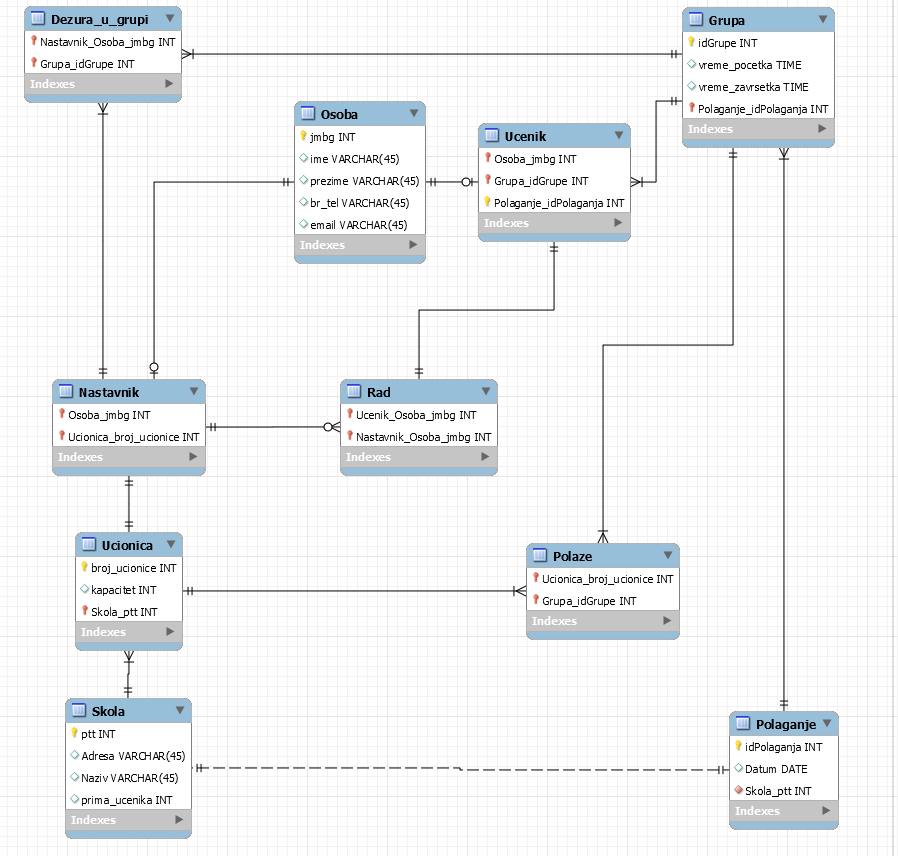 Dezura_u_grupi
Nastavnik_Osoba_jmbg INT
Grupa_idGrupe INT
Indexes
Grupa
idGrupe INT
vreme_pocetka TIME
vreme_zavrsetka TIME
Polaganje_idPolaganja INT
Indexes
Osoba
jmbg INT
ime VARCHAR(45)
prezime VARCHAR(45)
br_tel VARCHAR(45)
email VARCHAR(45)
Indexes
Ucenik
Osoba_jmbg INT
Grupa_idGrupe INT
Polaganje_idPolaganja INT
Indexes
Nastavnik
Osoba_jmbg INT
Ucionica_broj_ucionice INT
Indexes
Rad
Ucenik_Osoba_jmbg INT
Nastavnik_Osoba_jmbg INT
Indexes
Ucionica
broj_ucionice INT
kapacitet INT
Skola_ptt INT
Indexes
Polaze
Ucionica_broj_ucionice INT
Grupa_idGrupe INT
Indexes
Skola
ptt INT
Adresa VARCHAR(45)
Naziv VARCHAR(45)
prima_ucenika INT
Indexes
Polaganje
idPolaganja INT
Datum DATE
Skola_ptt INT
Indexes